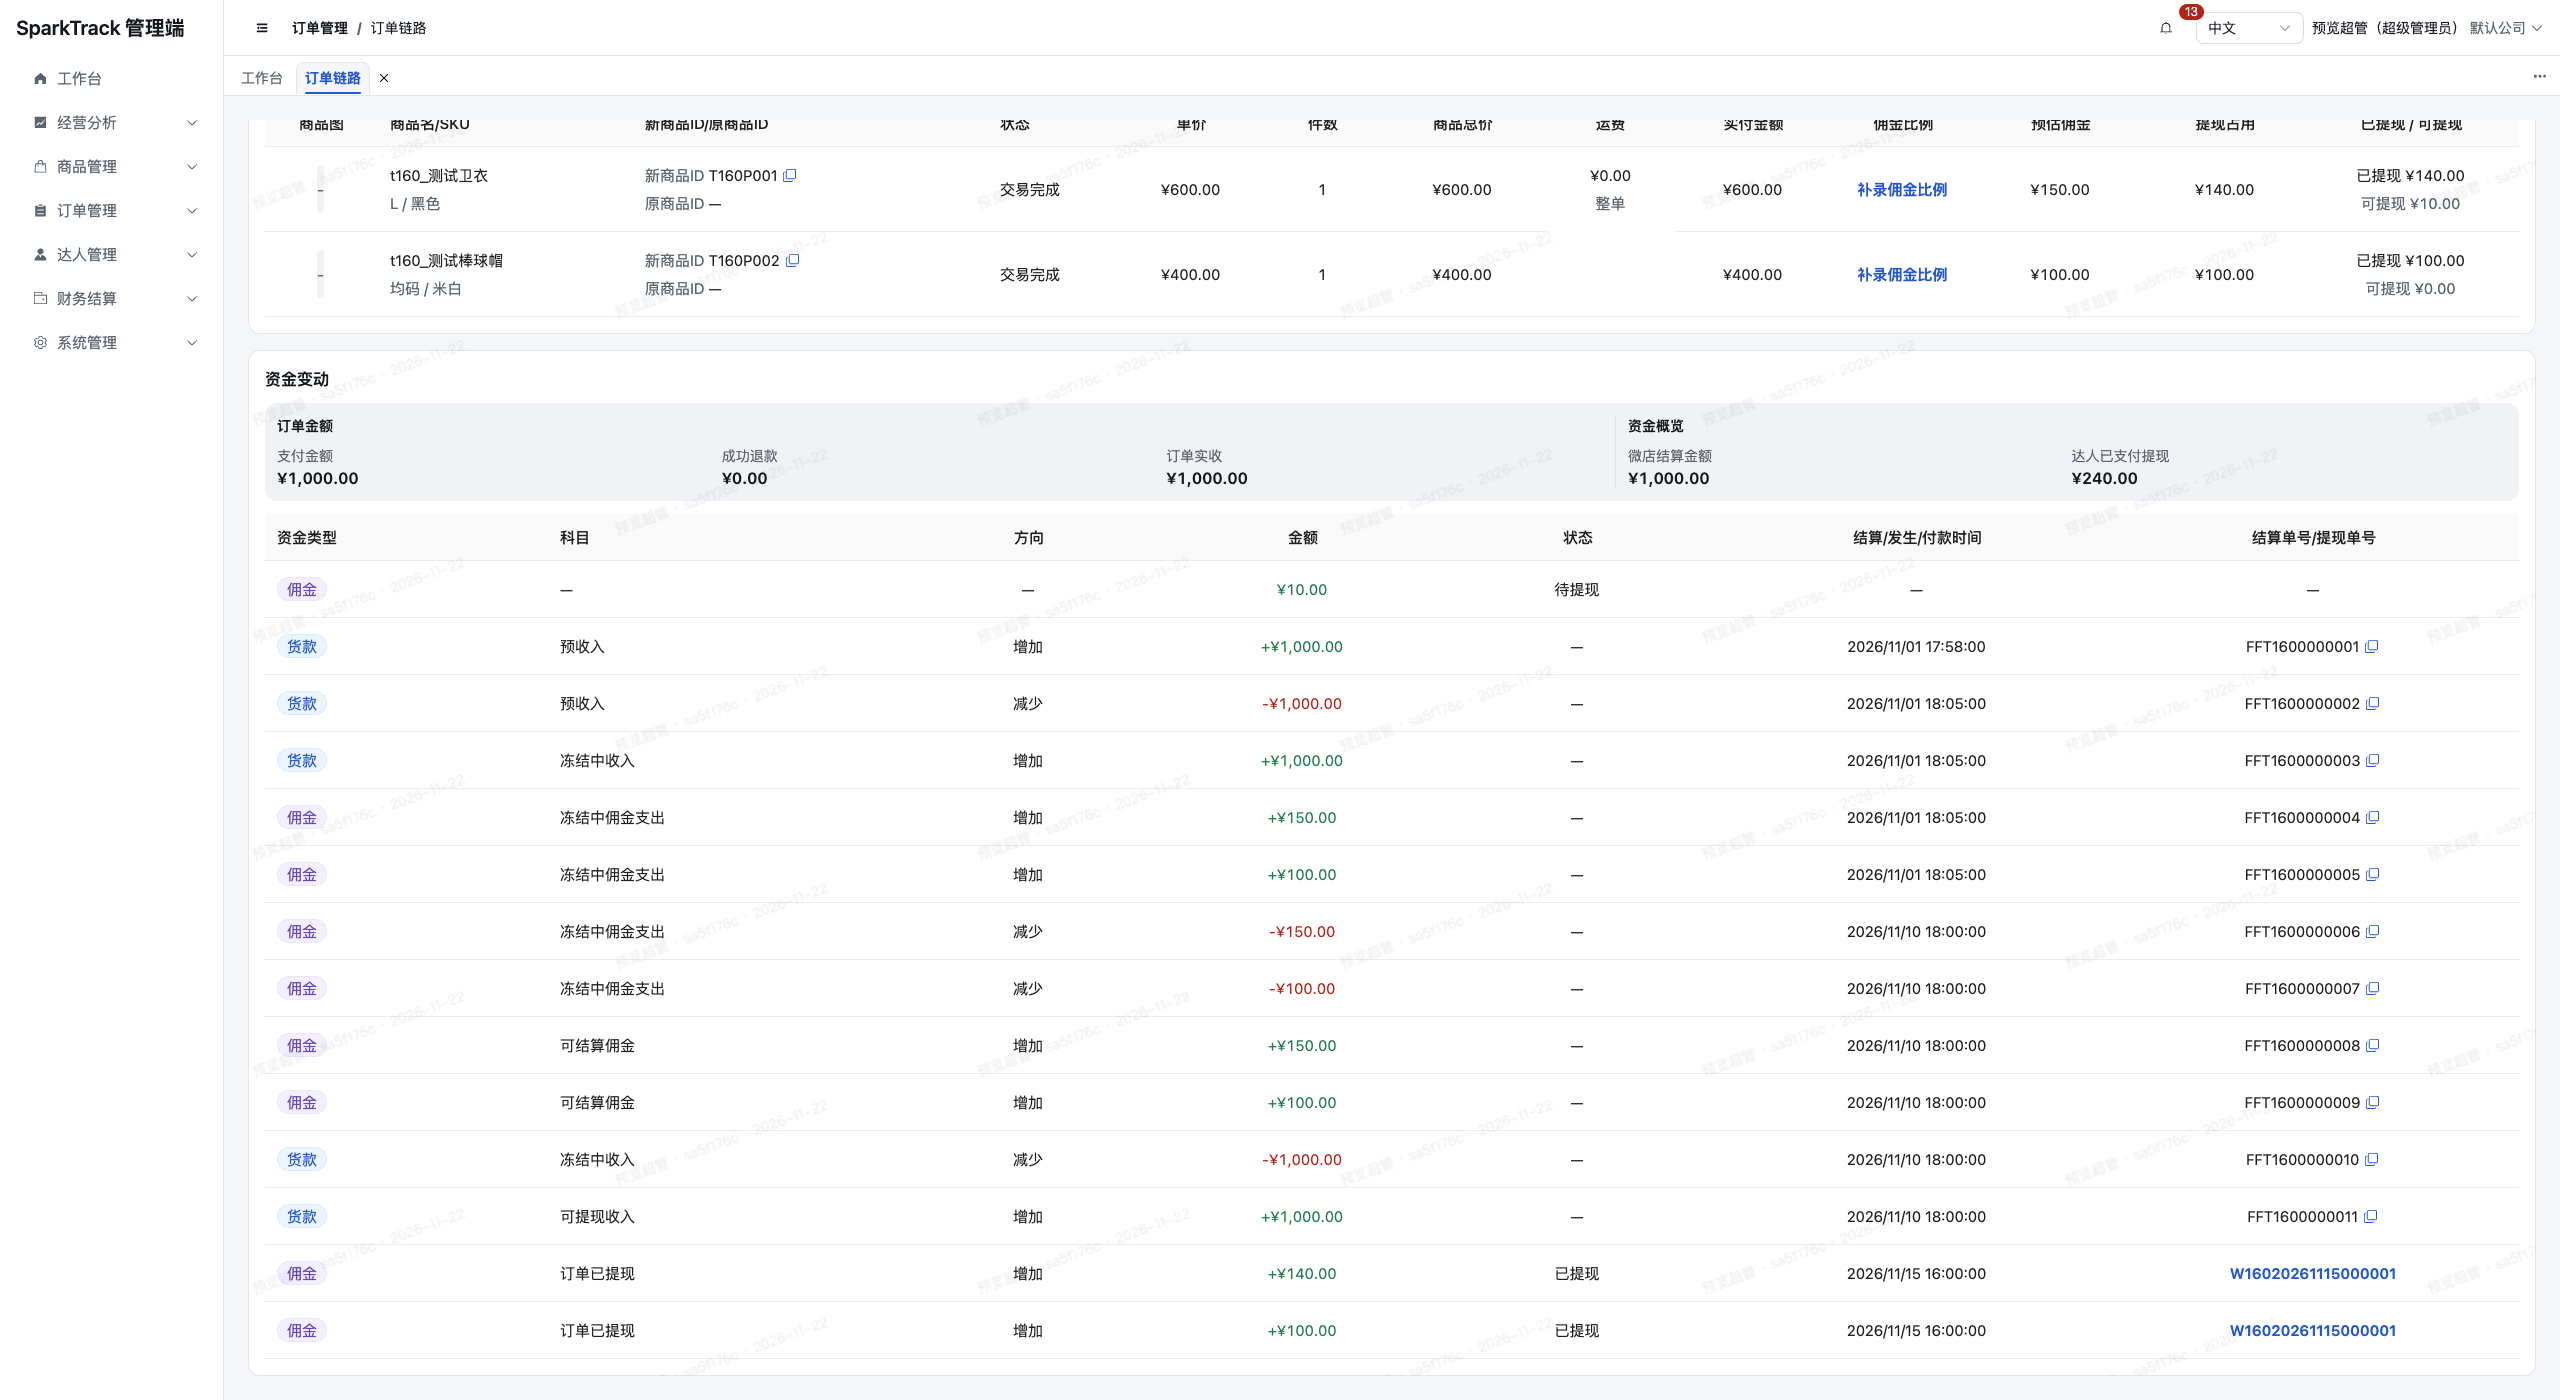 SparkTrack 管理端
工作台
经营分析
商品管理
订单管理
达人管理
财务结算
系统管理
订单管理 / 订单链路
13
中文
预览超管（超级管理员）
默认公司
工作台
订单链路
商品图 商品名/SKU 新商品ID/原商品ID 状态 单价 件数 商品总价 运费 实付金额 佣金比例 预估佣金 提现占用 已提现 / 可提现
- t160_测试卫衣 新商品ID T160P001 交易完成 ¥600.00 1 ¥600.00 ¥0.00 ¥600.00 补录佣金比例 ¥150.00 ¥140.00 已提现 ¥140.00
L / 黑色 原商品ID — 整单 可提现 ¥10.00
- t160_测试棒球帽 新商品ID T160P002 交易完成 ¥400.00 1 ¥400.00 ¥400.00 补录佣金比例 ¥100.00 ¥100.00 已提现 ¥100.00
均码 / 米白 原商品ID — 可提现 ¥0.00
资金变动
订单金额 资金概览
支付金额 成功退款 订单实收 微店结算金额 达人已支付提现
¥1,000.00 ¥0.00 ¥1,000.00 ¥1,000.00 ¥240.00
资金类型 科目 方向 金额 状态 结算/发生/付款时间 结算单号/提现单号
佣金 — — ¥10.00 待提现 — —
货款 预收入 增加 +¥1,000.00 — 2026/11/01 17:58:00 FFT1600000001
货款 预收入 减少 -¥1,000.00 — 2026/11/01 18:05:00 FFT1600000002
货款 冻结中收入 增加 +¥1,000.00 — 2026/11/01 18:05:00 FFT1600000003
佣金 冻结中佣金支出 增加 +¥150.00 — 2026/11/01 18:05:00 FFT1600000004
佣金 冻结中佣金支出 增加 +¥100.00 — 2026/11/01 18:05:00 FFT1600000005
佣金 冻结中佣金支出 减少 -¥150.00 — 2026/11/10 18:00:00 FFT1600000006
佣金 冻结中佣金支出 减少 -¥100.00 — 2026/11/10 18:00:00 FFT1600000007
佣金 可结算佣金 增加 +¥150.00 — 2026/11/10 18:00:00 FFT1600000008
佣金 可结算佣金 增加 +¥100.00 — 2026/11/10 18:00:00 FFT1600000009
货款 冻结中收入 减少 -¥1,000.00 — 2026/11/10 18:00:00 FFT1600000010
货款 可提现收入 增加 +¥1,000.00 — 2026/11/10 18:00:00 FFT1600000011
佣金 订单已提现 增加 +¥140.00 已提现 2026/11/15 16:00:00 W16020261115000001
佣金 订单已提现 增加 +¥100.00 已提现 2026/11/15 16:00:00 W16020261115000001
预览超管 · sa5f176c · 2026-11-22